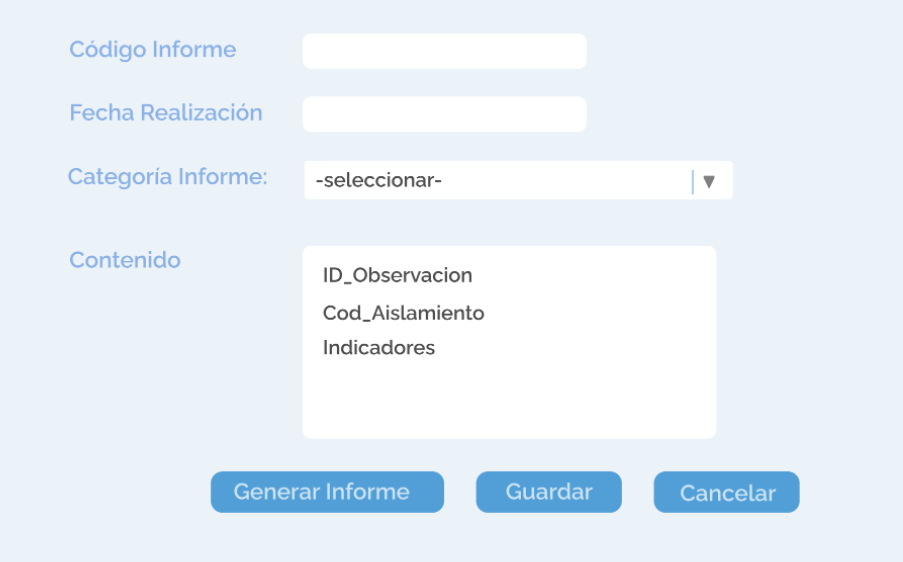 Código Informe
Fecha Realización
Categoría Informe:
-seleccionar-
Contenido
ID_Observacion
Cod_Aislamiento
Indicadores
Generar Informe
Guardar
Cancelar